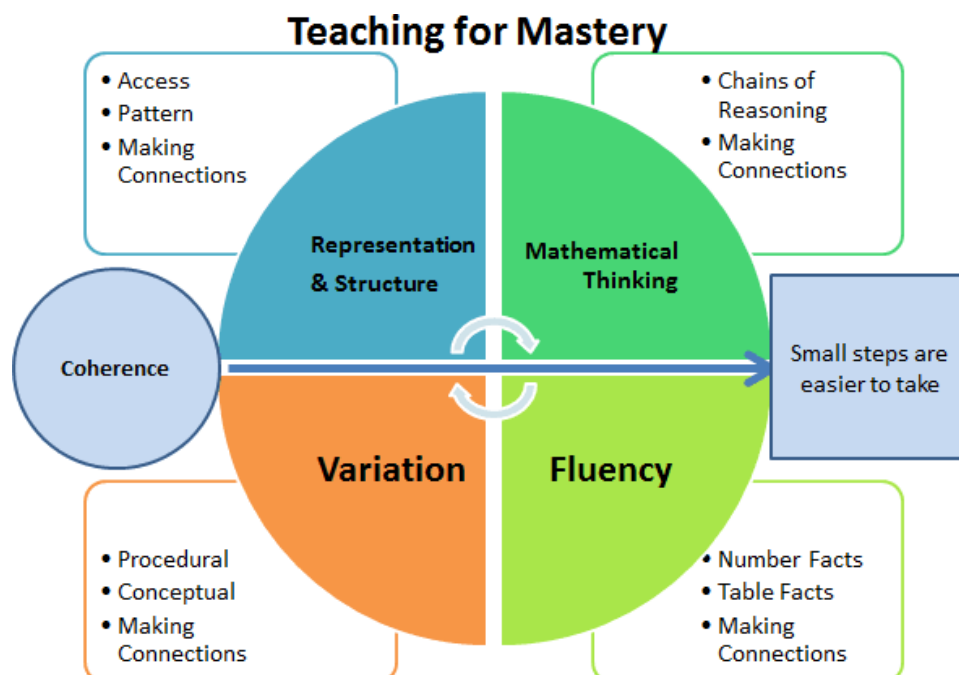 Teaching for Mastery
• Access
• Pattern
• Making
Connections
• Chains of
Reasoning
• Making
Connections
Representation
& Structure
Mathematical
Thinking
Coherence
Small steps are
easier to take
Variation
Fluency
• Procedural
• Conceptual
• Making
Connections
• Number Facts
• Table Facts
• Making
Connections